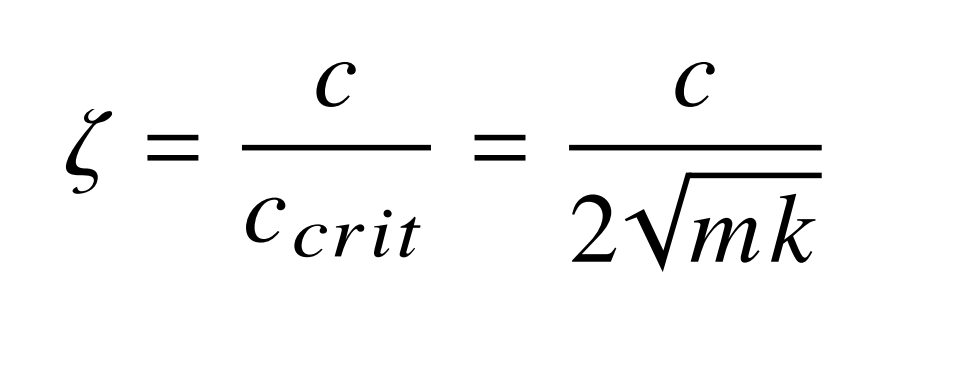 ζ = c / c_crit = c / 2√mk